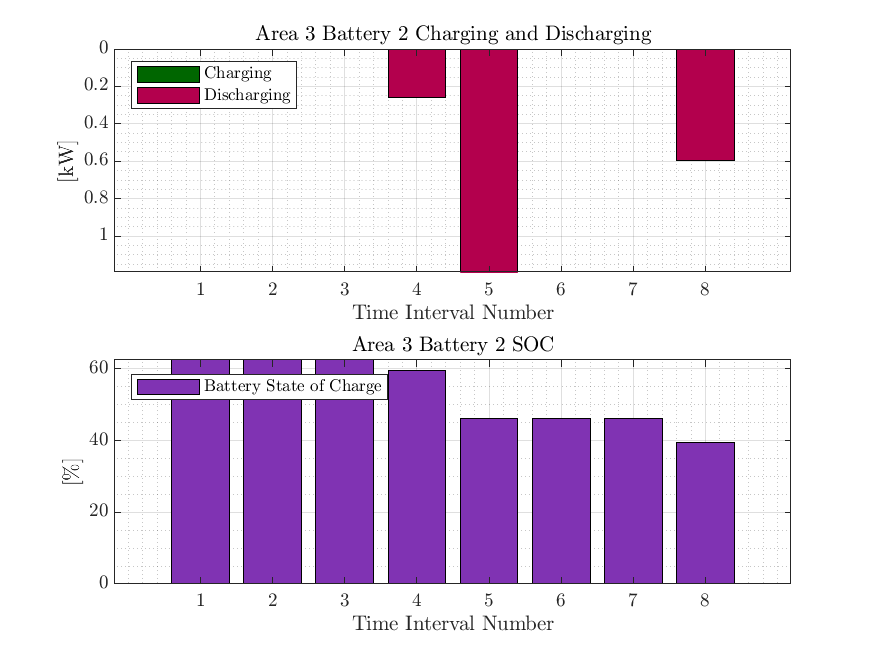 Area 3 Battery 2 Charging and Discharging
0
0.2
0.4
0.6
0.8
1
[kW]
Charging
Discharging
1 2 3 4 5 6 7 8
Time Interval Number
Area 3 Battery 2 SOC
60
40
20
0
[%]
Battery State of Charge
1 2 3 4 5 6 7 8
Time Interval Number